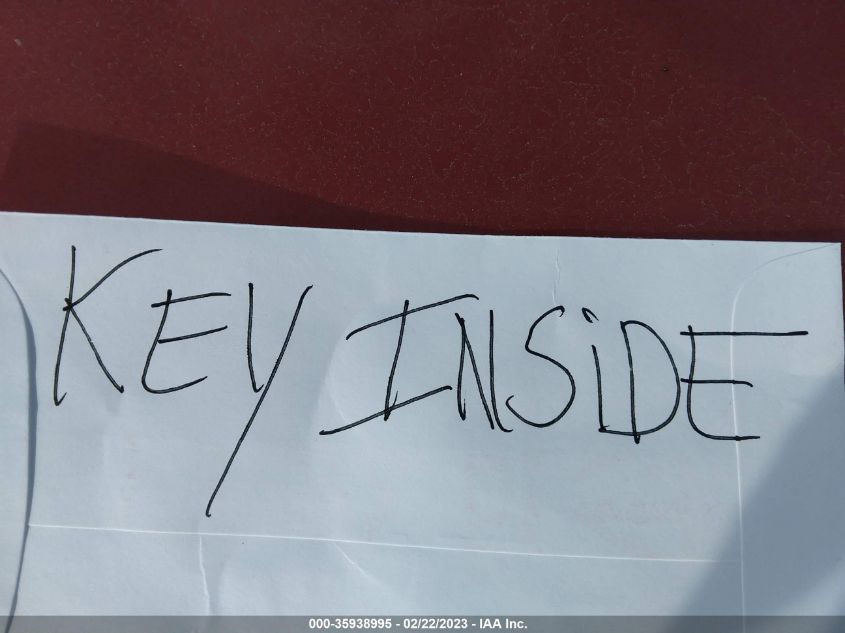 KEY INSiDE
000-35938995 - 02/22/2023 - IAA Inc.